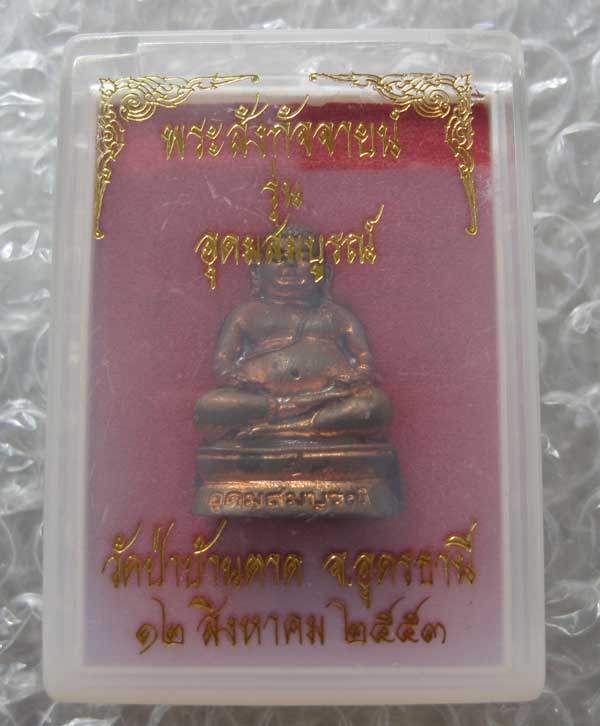 พระสังกัจจายน์
รุ่น
อุดมสมบูรณ์
อุดมสมบูรณ์
วัดป่าบ้านตาด จ.อุดรธานี
๑๒ สิงหาคม ๒๕๕๓